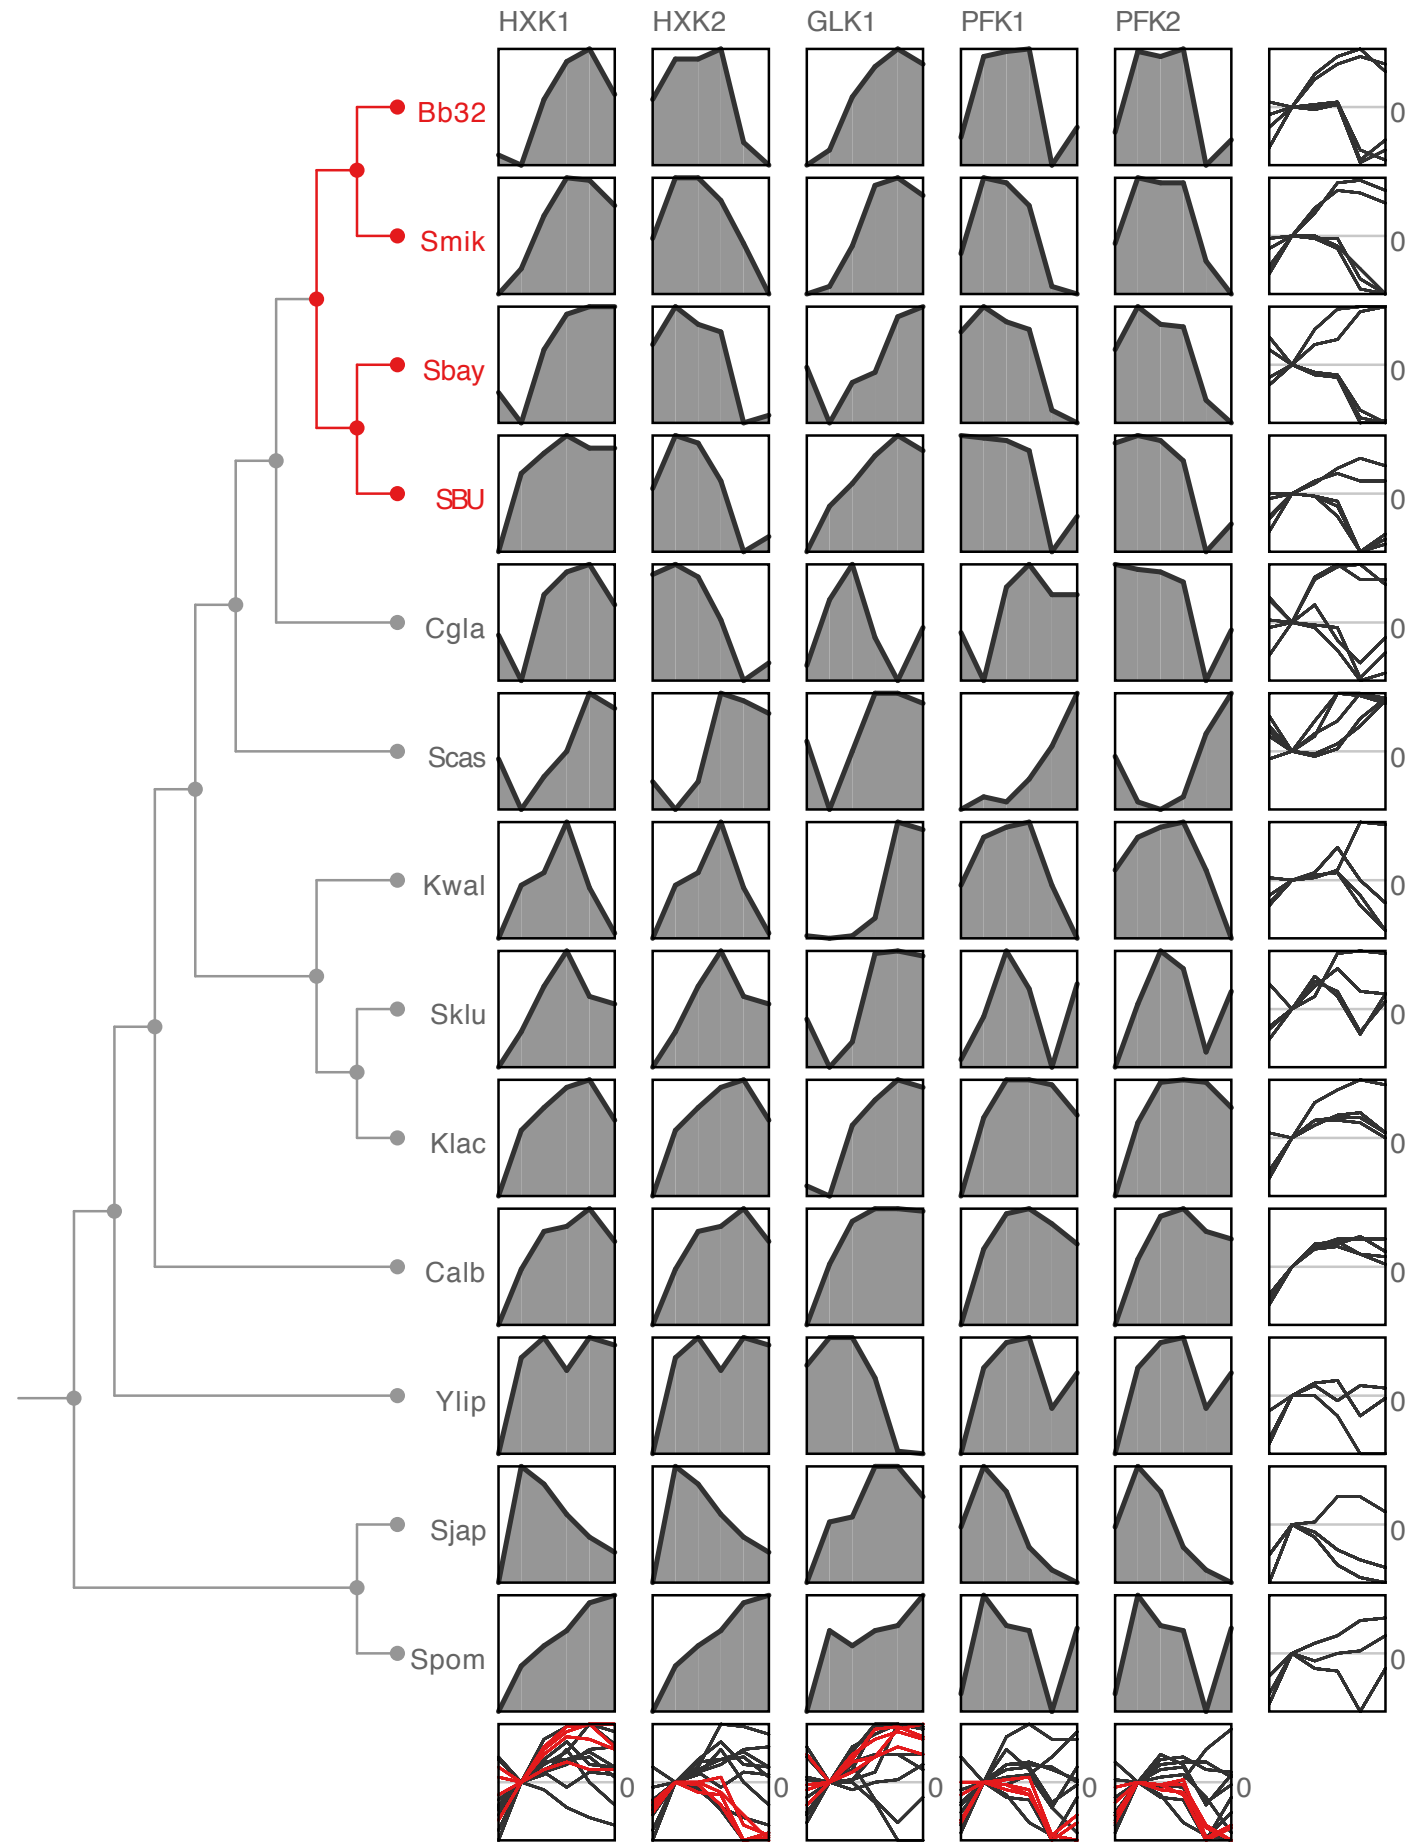 HXK1 HXK2 GLK1 PFK1 PFK2
Bb32 0
Smik 0
Sbay 0
SBU 0
Cgla 0
Scas 0
Kwal 0
Sklu 0
Klac 0
Calb 0
Ylip 0
Sjap 0
Spom 0
0 0 0 0 0